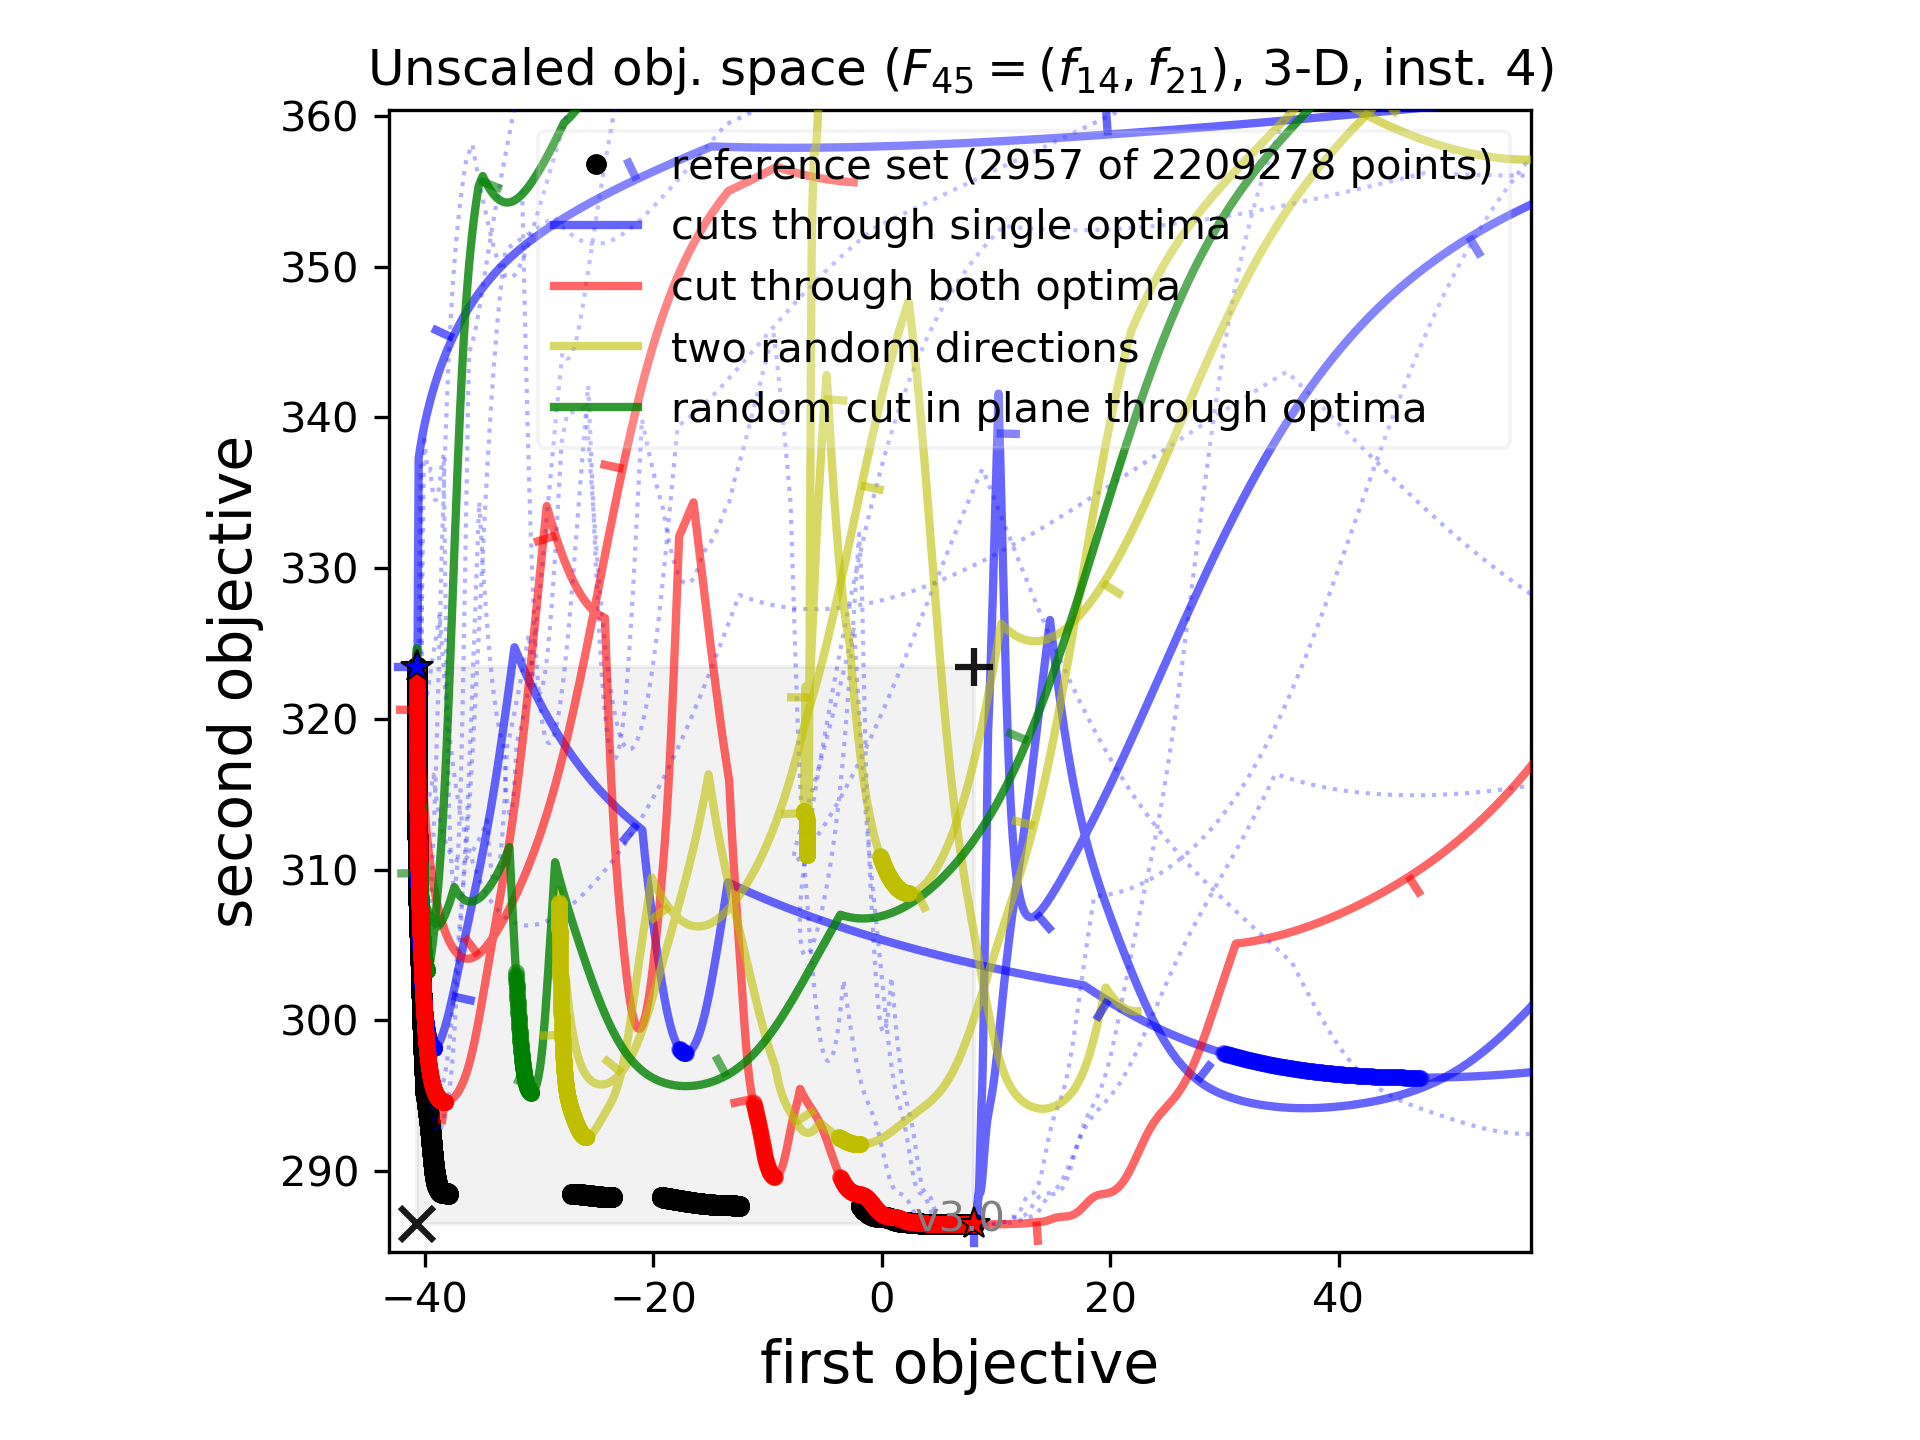 Unscaled obj. space (F45 = (f14, f21), 3-D, inst. 4)
360
350
340
330
320
310
300
290
second objective
reference set (2957 of 2209278 points)
cuts through single optima
cut through both optima
two random directions
random cut in plane through optima
v3.0
−40
−20
0
20
40
first objective